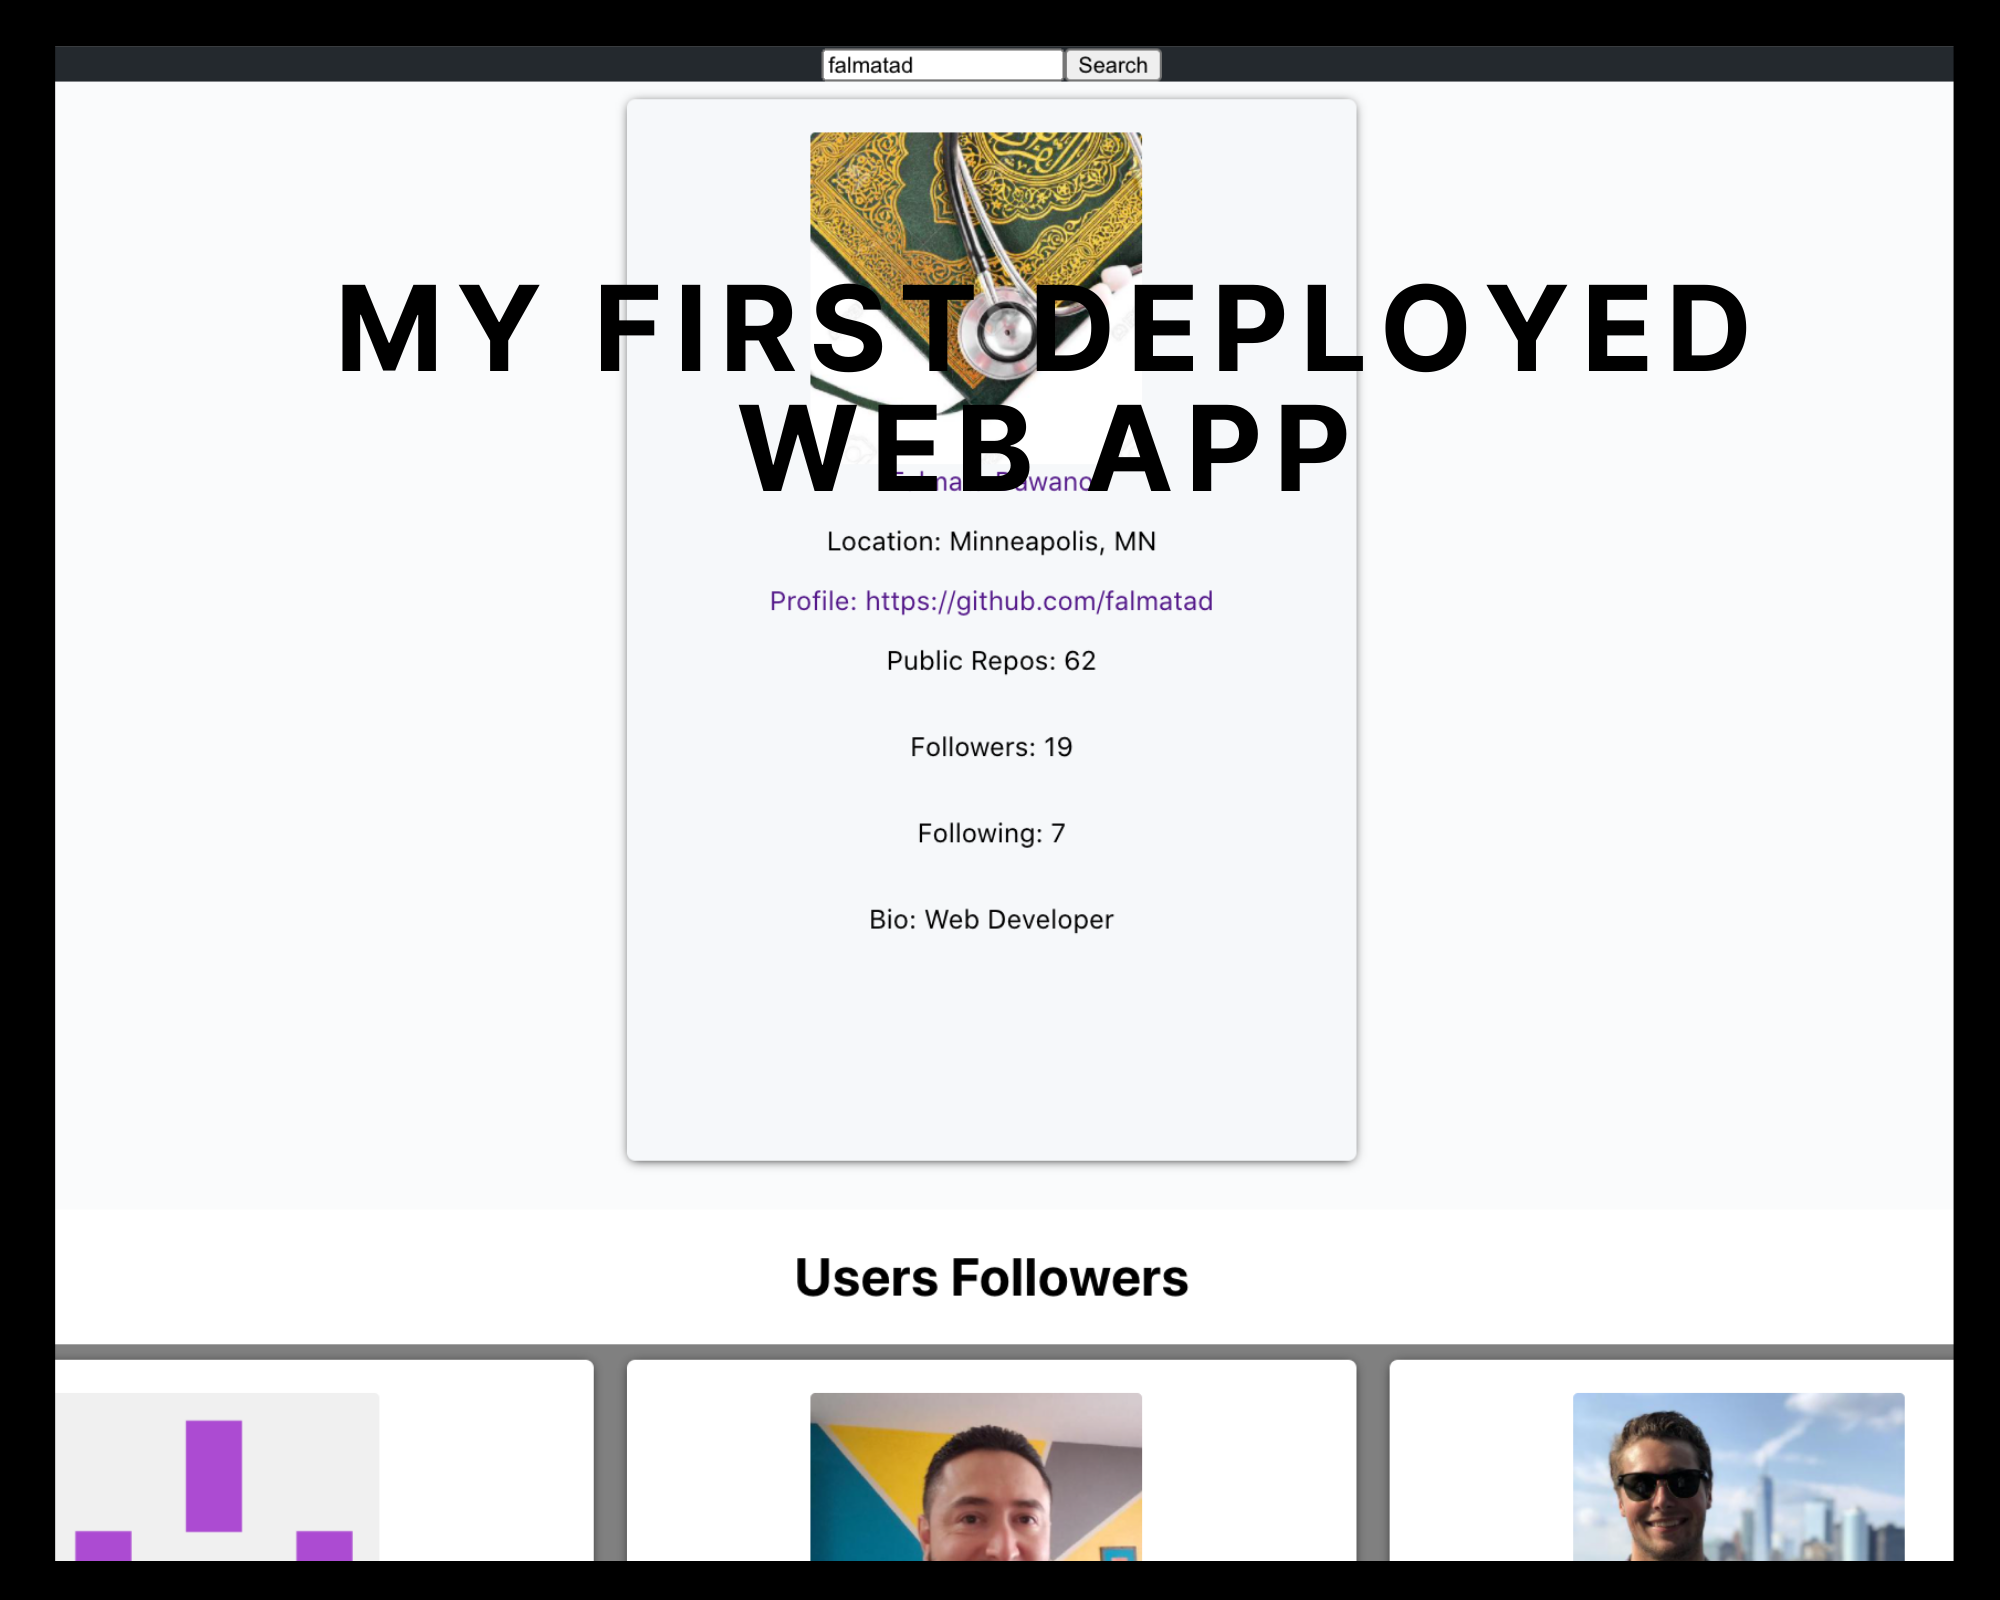 falmatad
Search
MY FIRST DEPLOYED
WEB APP
Location: Minneapolis, MN
Profile: https://github.com/falmatad
Public Repos: 62
Followers: 19
Following: 7
Bio: Web Developer
Users Followers